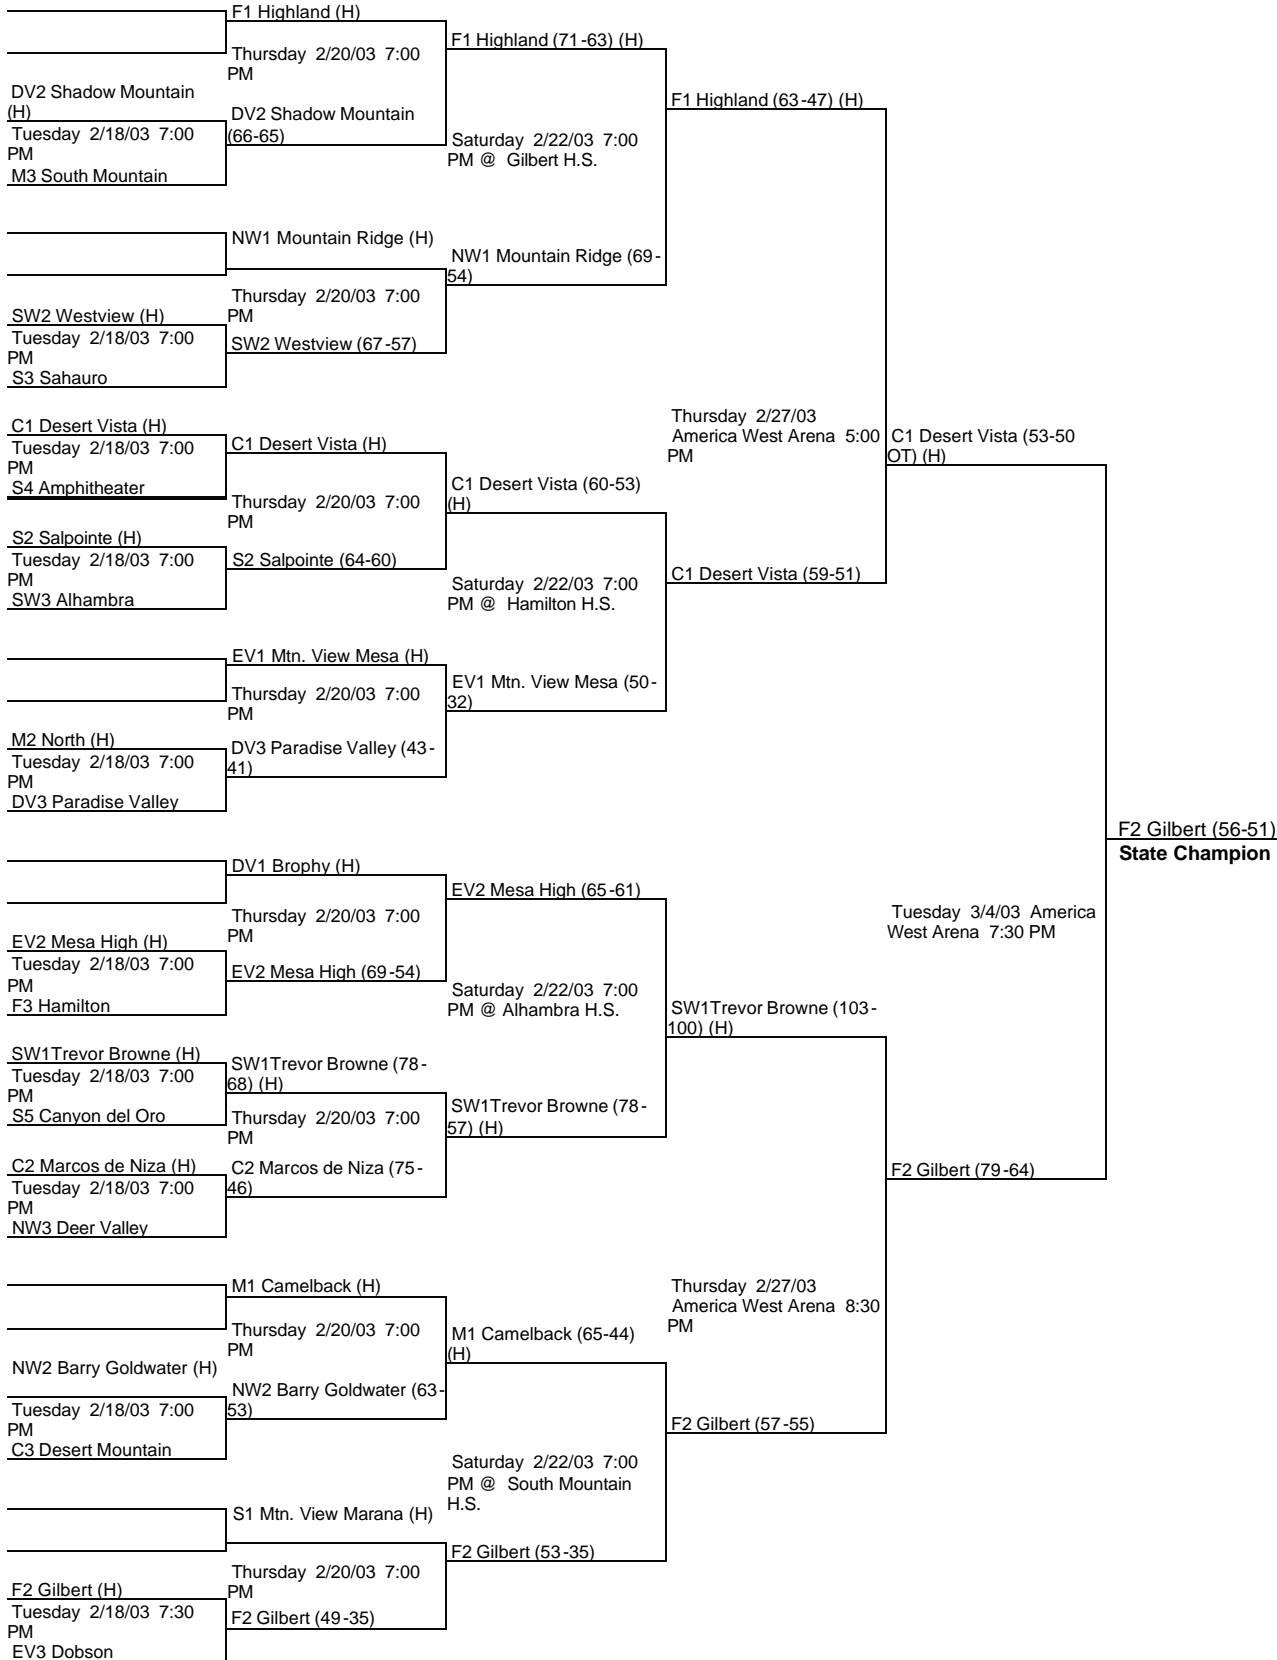 F1 Highland (H)
Thursday 2/20/03 7:00
PM
DV2 Shadow Mountain
(H)
Tuesday 2/18/03 7:00
PM
M3 South Mountain
DV2 Shadow Mountain
(66-65)
F1 Highland (71-63) (H)
Saturday 2/22/03 7:00
PM @ Gilbert H.S.
F1 Highland (63-47) (H)
NW1 Mountain Ridge (H)
Thursday 2/20/03 7:00
PM
SW2 Westview (H)
Tuesday 2/18/03 7:00
PM
S3 Sahauro
SW2 Westview (67-57)
NW1 Mountain Ridge (69-
54)
C1 Desert Vista (H)
Tuesday 2/18/03 7:00
PM
S4 Amphitheater
C1 Desert Vista (H)
Thursday 2/20/03 7:00
PM
S2 Salpointe (H)
Tuesday 2/18/03 7:00
PM
SW3 Alhambra
S2 Salpointe (64-60)
C1 Desert Vista (60-53)
(H)
Saturday 2/22/03 7:00
PM @ Hamilton H.S.
Thursday 2/27/03
America West Arena 5:00
PM
C1 Desert Vista (53-50
OT) (H)
C1 Desert Vista (59-51)
EV1 Mtn. View Mesa (H)
Thursday 2/20/03 7:00
PM
M2 North (H)
Tuesday 2/18/03 7:00
PM
DV3 Paradise Valley
DV3 Paradise Valley (43-
41)
EV1 Mtn. View Mesa (50-
32)
F2 Gilbert (56-51)
State Champion
DV1 Brophy (H)
Thursday 2/20/03 7:00
PM
EV2 Mesa High (H)
Tuesday 2/18/03 7:00
PM
F3 Hamilton
EV2 Mesa High (69-54)
EV2 Mesa High (65-61)
Saturday 2/22/03 7:00
PM @ Alhambra H.S.
Tuesday 3/4/03 America
West Arena 7:30 PM
SW1Trevor Browne (103-
100) (H)
SW1Trevor Browne (H)
Tuesday 2/18/03 7:00
PM
S5 Canyon del Oro
SW1Trevor Browne (78-
68) (H)
Thursday 2/20/03 7:00
PM
SW1Trevor Browne (78-
57) (H)
C2 Marcos de Niza (H)
Tuesday 2/18/03 7:00
PM
NW3 Deer Valley
C2 Marcos de Niza (75-
46)
F2 Gilbert (79-64)
M1 Camelback (H)
Thursday 2/20/03 7:00
PM
NW2 Barry Goldwater (H)
Tuesday 2/18/03 7:00
PM
C3 Desert Mountain
NW2 Barry Goldwater (63-
53)
M1 Camelback (65-44)
(H)
Thursday 2/27/03
America West Arena 8:30
PM
Saturday 2/22/03 7:00
PM @ South Mountain
H.S.
F2 Gilbert (57-55)
S1 Mtn. View Marana (H)
Thursday 2/20/03 7:00
PM
F2 Gilbert (H)
Tuesday 2/18/03 7:30
PM
EV3 Dobson
F2 Gilbert (49-35)
F2 Gilbert (53-35)